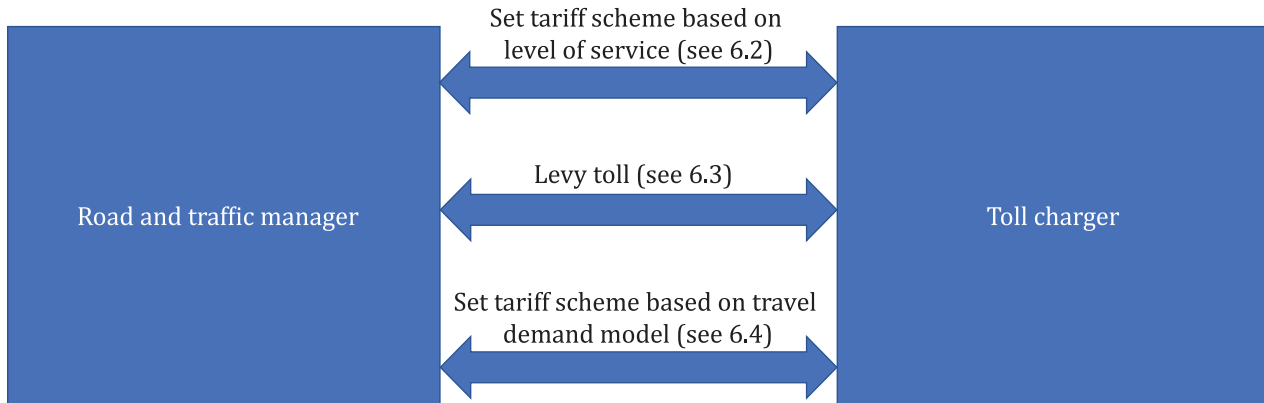 Set tariff scheme based on
level of service (see 6.2)
Levy toll (see 6.3)
Road and traffic manager
Toll charger
Set tariff scheme based on travel
demand model (see 6.4)